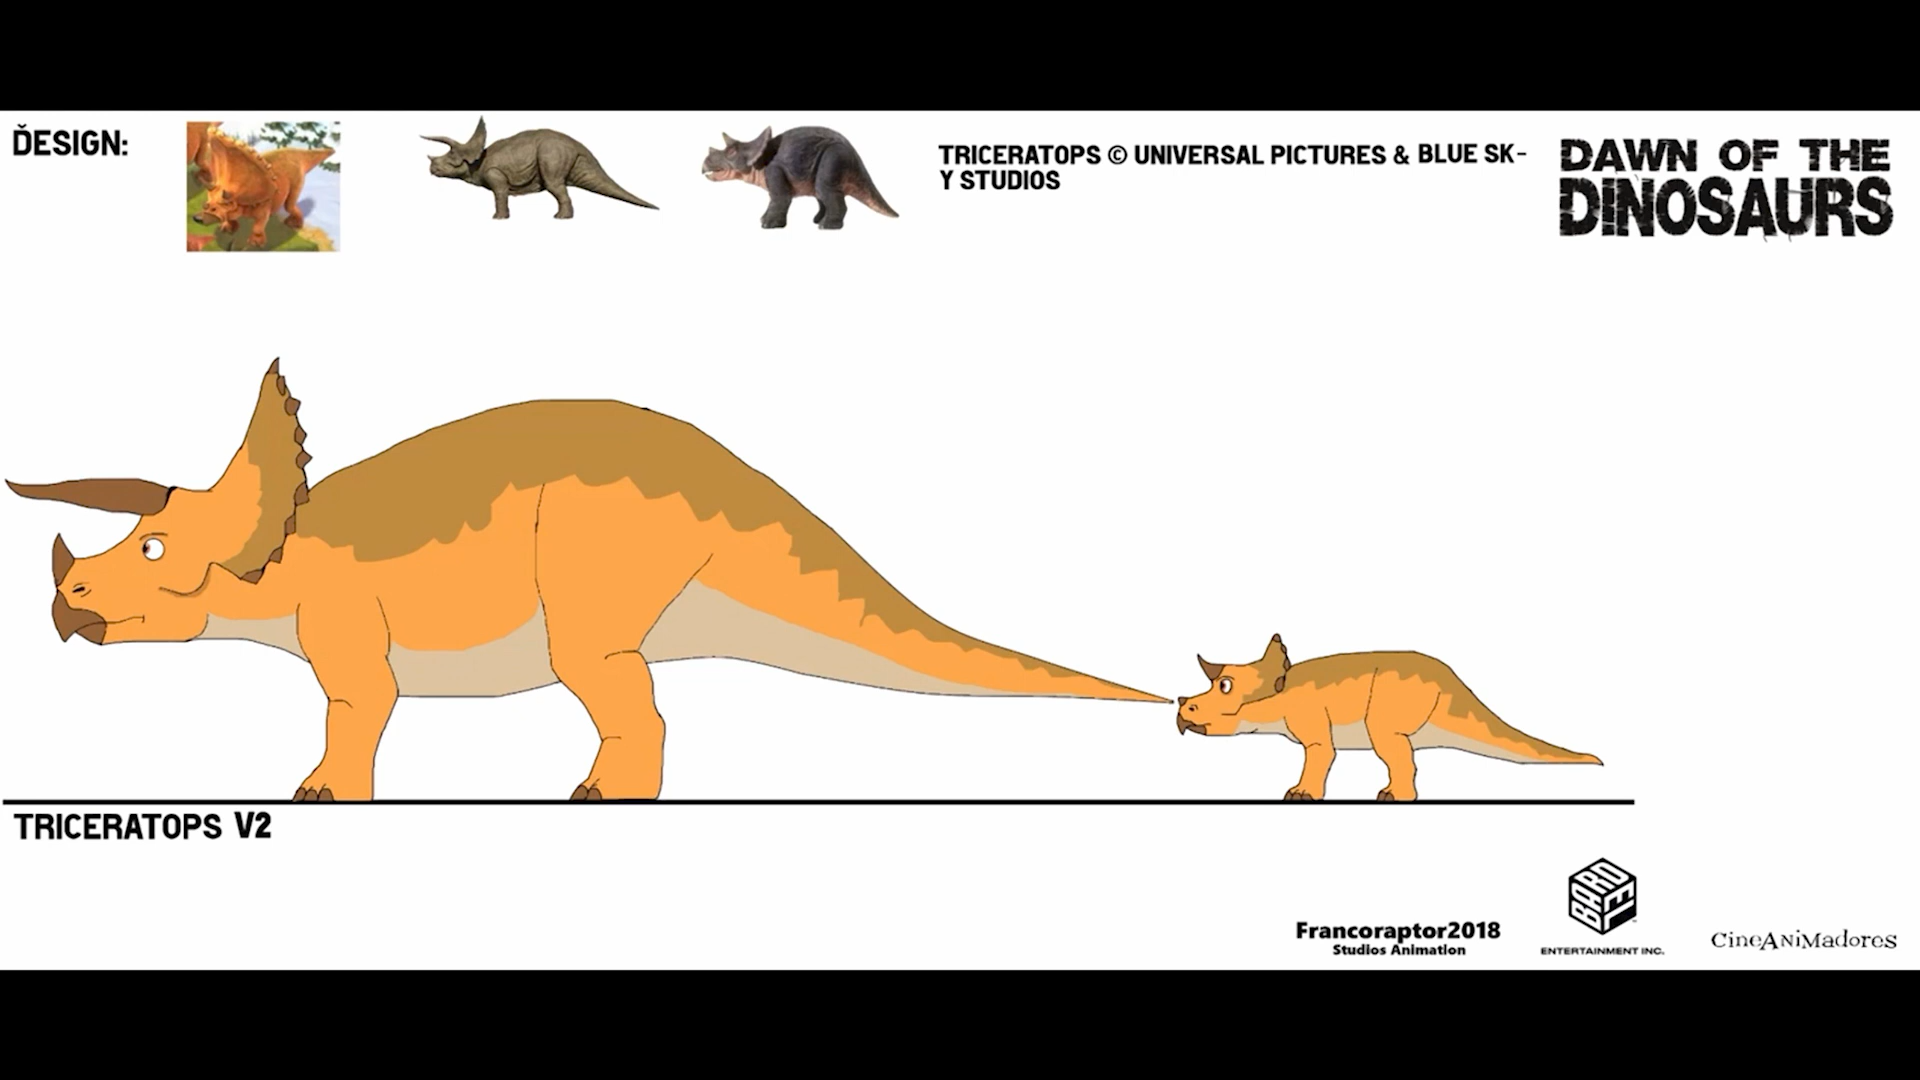 ĎESIGN:
TRICERATOPS © UNIVERSAL PICTURES & BLUE SK-
Y STUDIOS
DAWN OF THE
DINOSAURS
TRICERATOPS V2
Francoraptor2018
Studios Animation
BARDEL
ENTERTAINMENT INC.
CineAniMadores